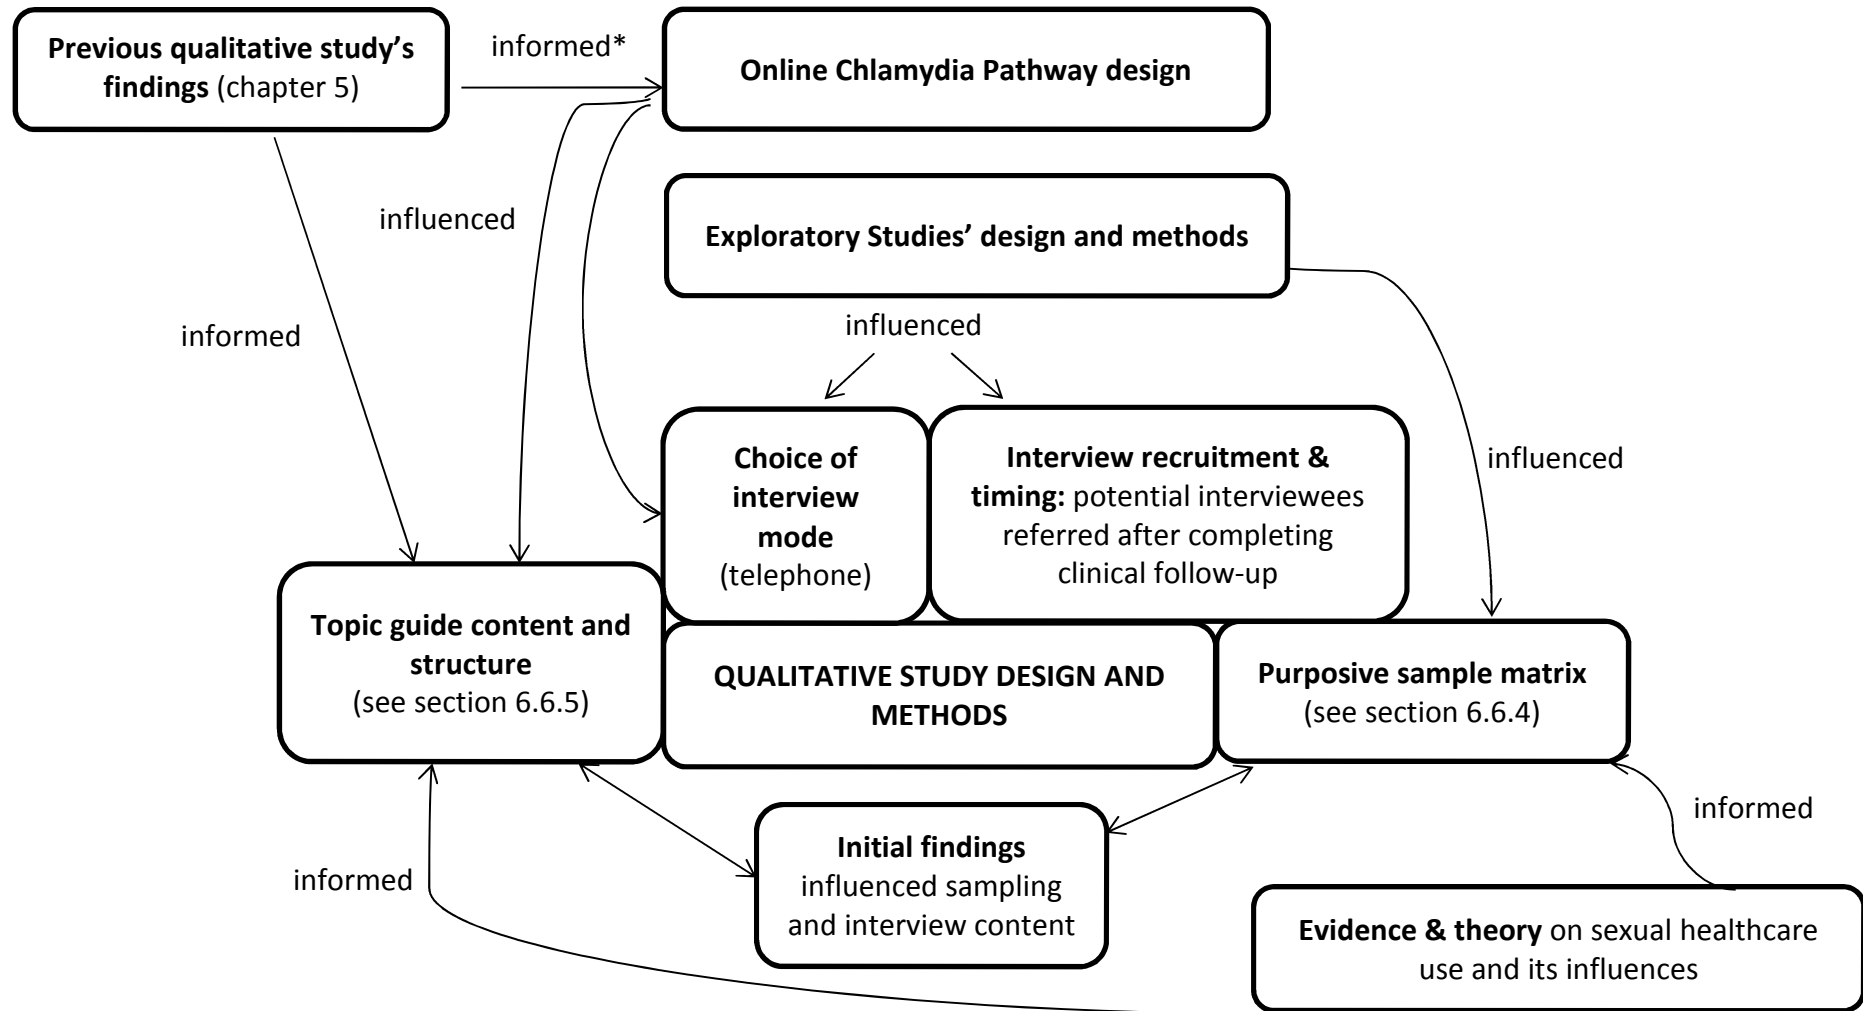 Previous qualitative study’s
findings (chapter 5)
informed*
Online Chlamydia Pathway design
influenced
Exploratory Studies’ design and methods
informed
influenced
Choice of
interview
mode
(telephone)
Interview recruitment &
timing: potential interviewees
referred after completing
clinical follow-up
influenced
Topic guide content and
structure
(see section 6.6.5)
QUALITATIVE STUDY DESIGN AND
METHODS
Purposive sample matrix
(see section 6.6.4)
informed
Initial findings
influenced sampling
and interview content
informed
Evidence & theory on sexual healthcare
use and its influences